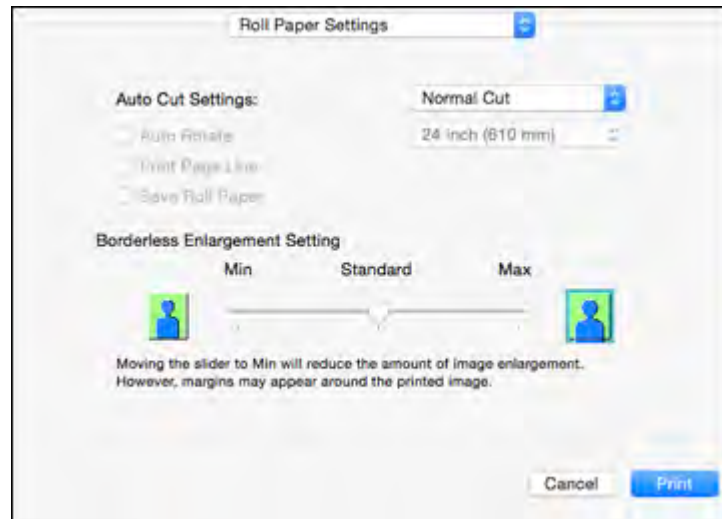 Roll Paper Settings
Auto Cut Settings: Normal Cut
Auto Rotate 24 inch (610 mm)
Print Page Line
Save Roll Paper
Borderless Enlargement Setting
Min Standard Max
Moving the slider to Min will reduce the amount of image enlargement.
However, margins may appear around the printed image.
Cancel Print